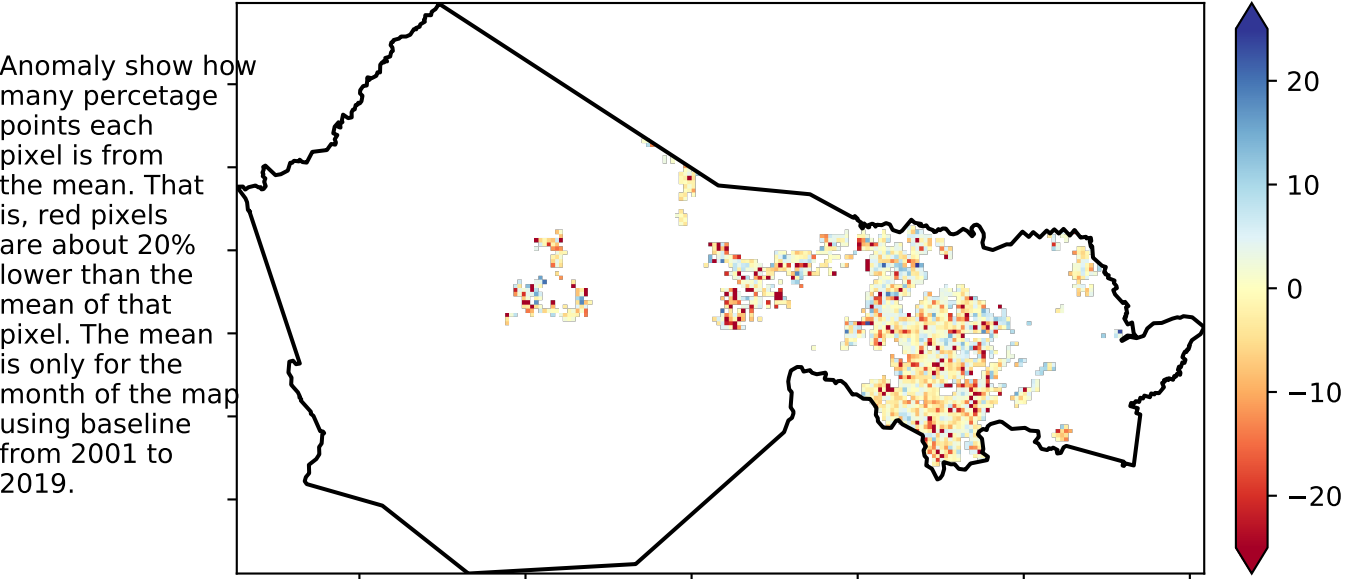 Anomaly show how
many percetage
points each
pixel is from
the mean. That
is, red pixels
are about 20%
lower than the
mean of that
pixel. The mean
is only for the
month of the map
using baseline
from 2001 to
2019.
20
10
0
−10
−20